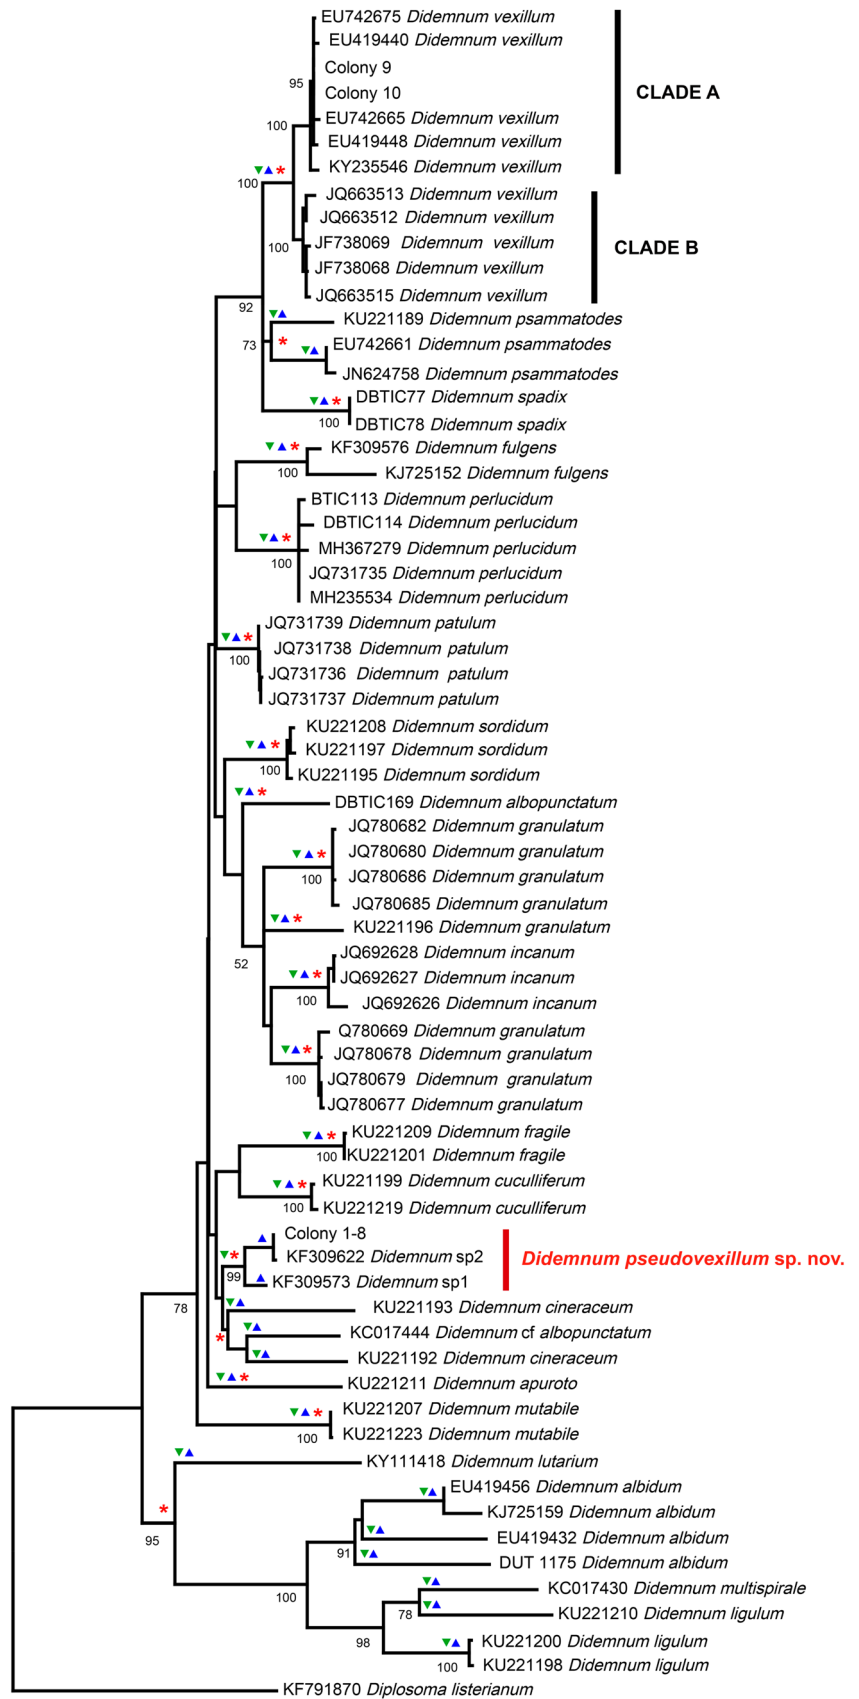 EU742675 Didemnum vexillum
EU419440 Didemnum vexillum
Colony 9
95
Colony 10
CLADE A
EU742665 Didemnum vexillum
100
EU419448 Didemnum vexillum
KY235546 Didemnum vexillum
*
100
JQ663513 Didemnum vexillum
JQ663512 Didemnum vexillum
JF738069 Didemnum vexillum
100
CLADE B
JF738068 Didemnum vexillum
JQ663515 Didemnum vexillum
92
KU221189 Didemnum psammatodes
73
*
EU742661 Didemnum psammatodes
JN624758 Didemnum psammatodes
*
DBTIC77 Didemnum spadix
100
DBTIC78 Didemnum spadix
*
KF309576 Didemnum fulgens
100
KJ725152 Didemnum fulgens
BTIC113 Didemnum perlucidum
DBTIC114 Didemnum perlucidum
*
MH367279 Didemnum perlucidum
100
JQ731735 Didemnum perlucidum
MH235534 Didemnum perlucidum
JQ731739 Didemnum patulum
*
JQ731738 Didemnum patulum
100
JQ731736 Didemnum patulum
JQ731737 Didemnum patulum
KU221208 Didemnum sordidum
*
KU221197 Didemnum sordidum
100
KU221195 Didemnum sordidum
*
DBTIC169 Didemnum albopunctatum
JQ780682 Didemnum granulatum
*
JQ780680 Didemnum granulatum
100
JQ780686 Didemnum granulatum
JQ780685 Didemnum granulatum
*
KU221196 Didemnum granulatum
JQ692628 Didemnum incanum
52
*
JQ692627 Didemnum incanum
100
JQ692626 Didemnum incanum
Q780669 Didemnum granulatum
*
JQ780678 Didemnum granulatum
100
JQ780679 Didemnum granulatum
JQ780677 Didemnum granulatum
*
KU221209 Didemnum fragile
100
KU221201 Didemnum fragile
*
KU221199 Didemnum cuculliferum
100
KU221219 Didemnum cuculliferum
Colony 1-8
*
KF309622 Didemnum sp2
Didemnum pseudovexillum sp. nov.
99
KF309573 Didemnum sp1
78
KU221193 Didemnum cineraceum
*
KC017444 Didemnum cf albopunctatum
KU221192 Didemnum cineraceum
*
KU221211 Didemnum apuroto
*
KU221207 Didemnum mutabile
100
KU221223 Didemnum mutabile
KY111418 Didemnum lutarium
EU419456 Didemnum albidum
*
KJ725159 Didemnum albidum
95
EU419432 Didemnum albidum
91
DUT 1175 Didemnum albidum
100
KC017430 Didemnum multispirale
78
KU221210 Didemnum ligulum
98
KU221200 Didemnum ligulum
100
KU221198 Didemnum ligulum
KF791870 Diplosoma listerianum